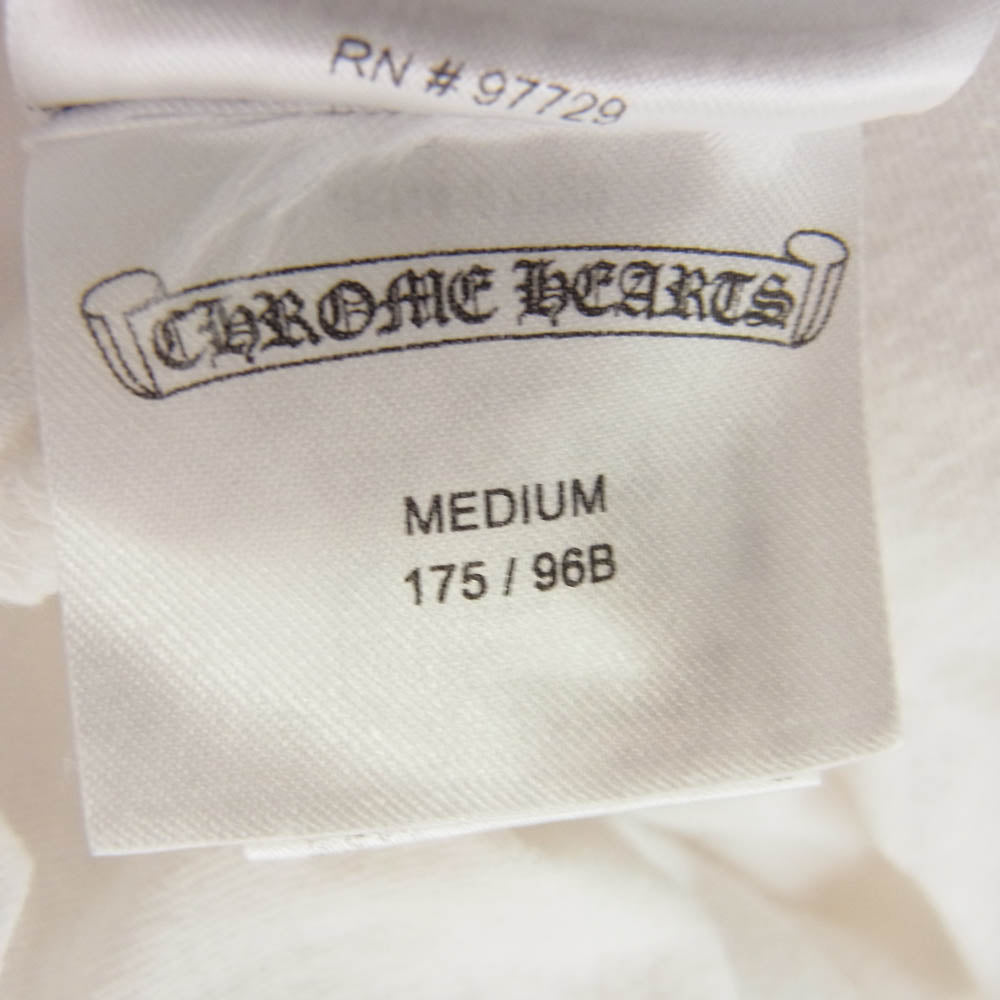 RN # 97729
CHROME HEARTS
MEDIUM
175 / 96B